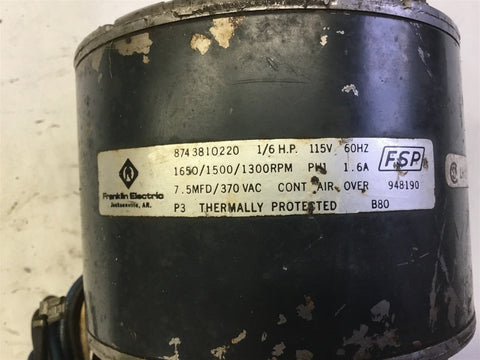 8743810220 1/6 H.P. 115V 60HZ
FSP
1650/1500/1300RPM PH1 1.6A
7.5MFD/370 VAC CONT AIR OVER 948190
Franklin Electric
Jacksonville, AR.
P3 THERMALLY PROTECTED B80